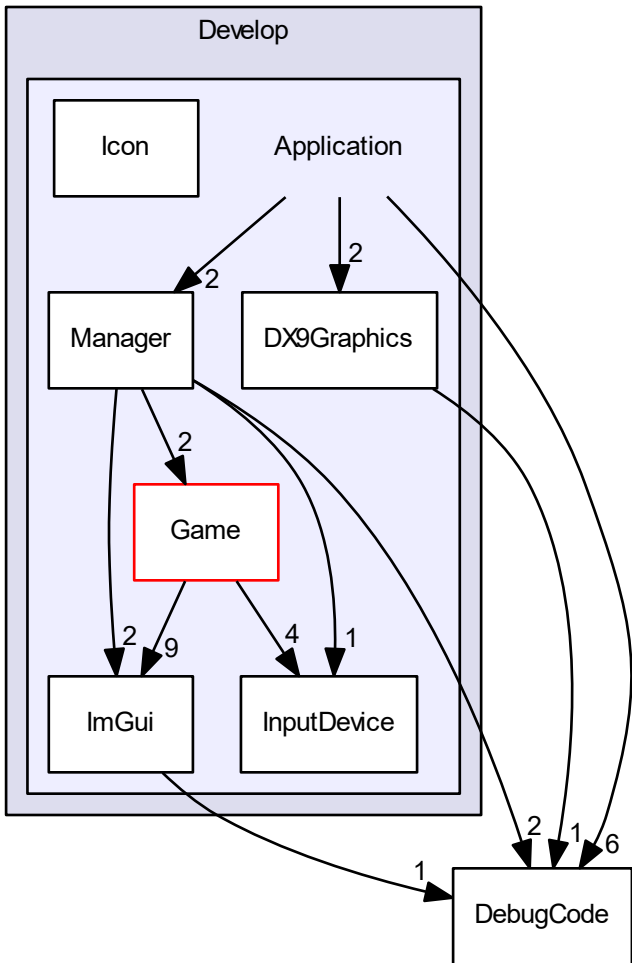 Develop
Icon
Application
2
2
Manager
DX9Graphics
2
Game
2
9
4
1
ImGui
InputDevice
2
1
6
1
DebugCode